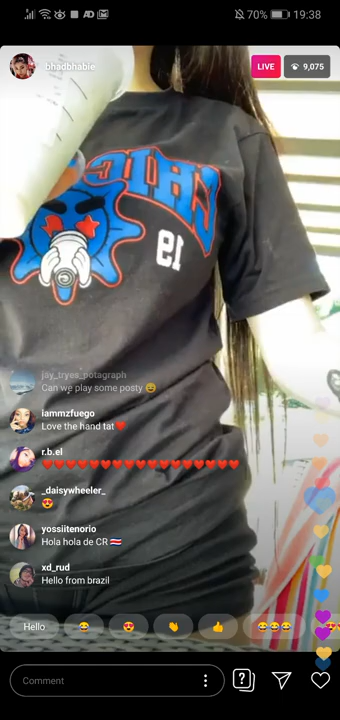 70% 19:38
bhadbhabie LIVE 9,075
CHIC
19
jay_tryes_potagraph
Can we play some posty 😄
iammzfuego
Love the hand tat❤️
r.b.el
❤️❤️❤️❤️❤️❤️❤️❤️❤️❤️❤️❤️❤️❤️❤️❤️❤️
_daisywheeler_
😍
yossiitenorio
Hola hola de CR 🇨🇷
xd_rud
Hello from brazil
Hello 😂 😍 👏 👍 😂😂😂
Comment